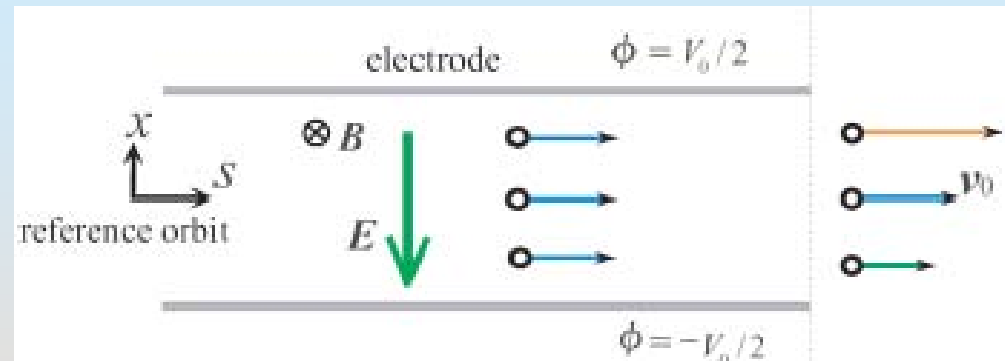 electrode
ϕ = V₀/2
x
⊗ B
S
v₀
reference orbit
E
ϕ = −V₀/2